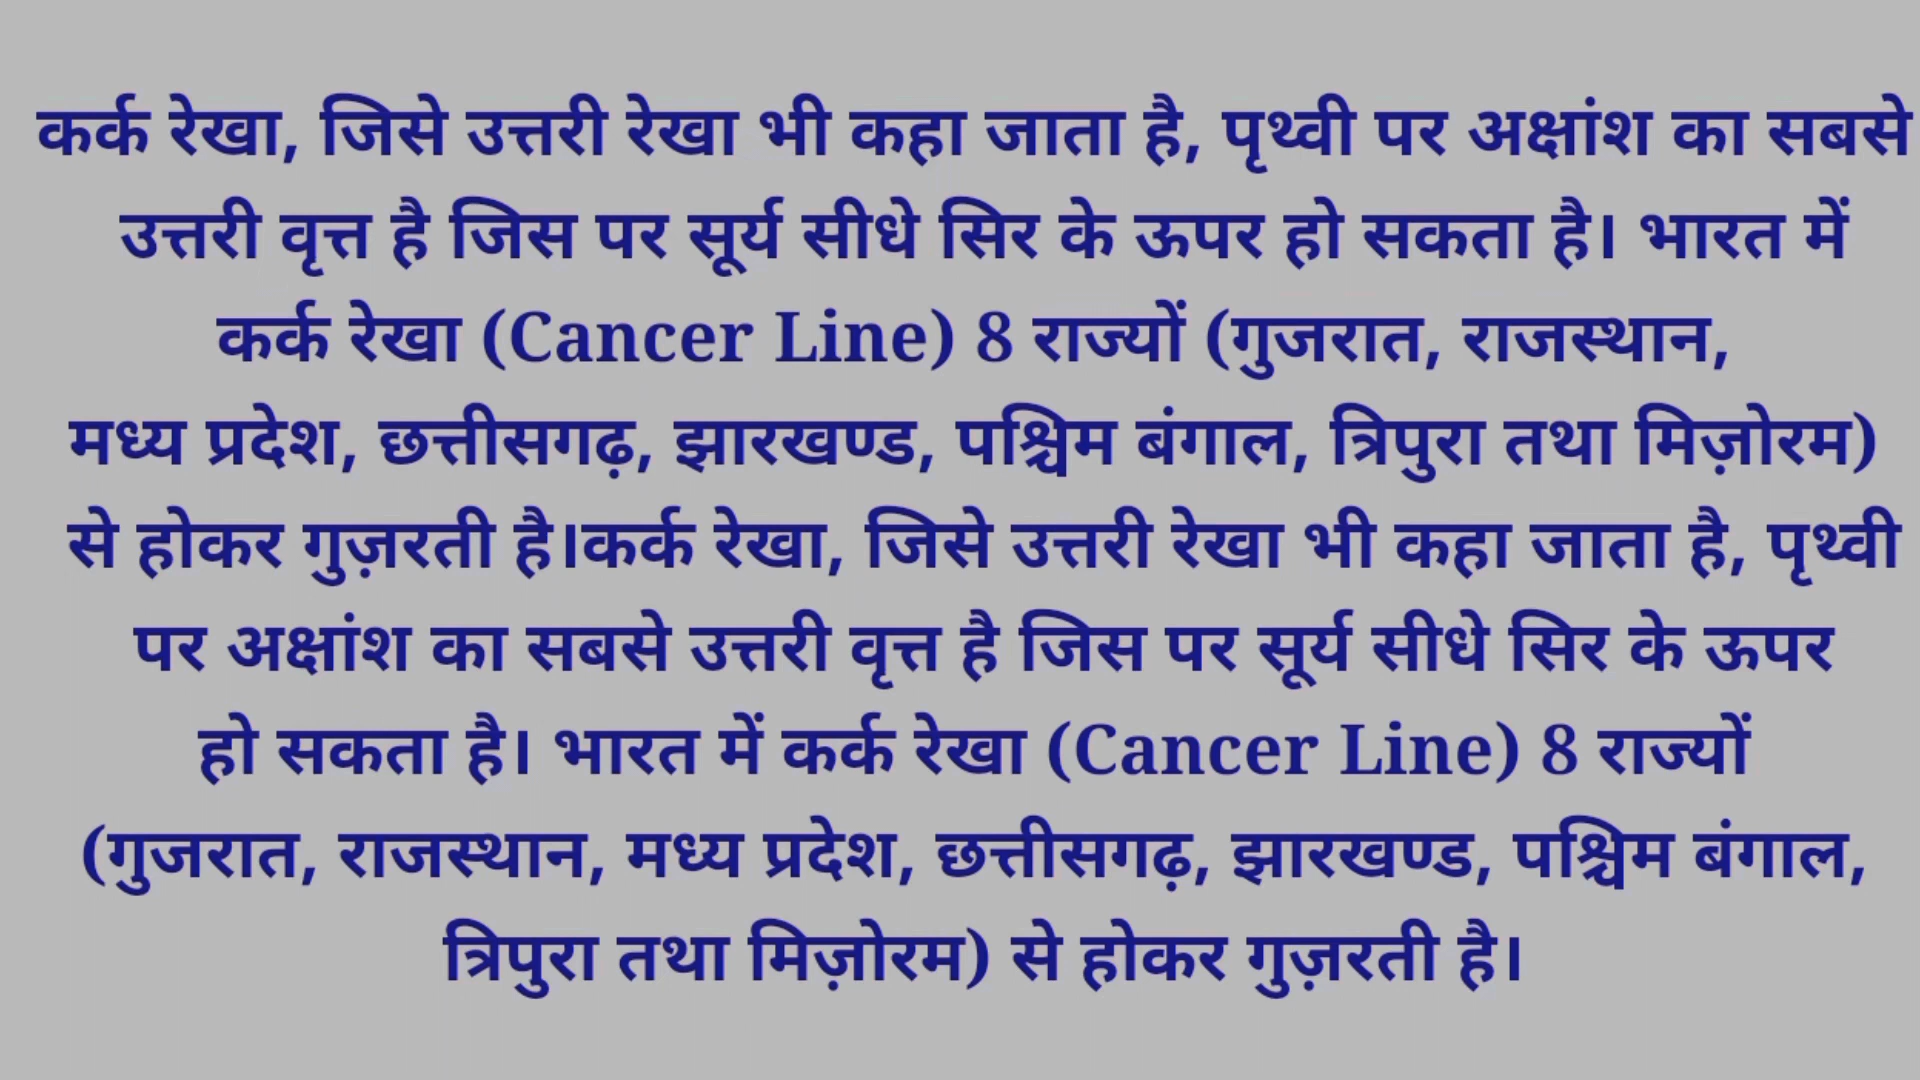 कर्क रेखा, जिसे उत्तरी रेखा भी कहा जाता है, पृथ्वी पर अक्षांश का सबसे
उत्तरी वृत्त है जिस पर सूर्य सीधे सिर के ऊपर हो सकता है। भारत में
कर्क रेखा (Cancer Line) 8 राज्यों (गुजरात, राजस्थान,
मध्य प्रदेश, छत्तीसगढ़, झारखण्ड, पश्चिम बंगाल, त्रिपुरा तथा मिज़ोरम)
से होकर गुज़रती है।कर्क रेखा, जिसे उत्तरी रेखा भी कहा जाता है, पृथ्वी
पर अक्षांश का सबसे उत्तरी वृत्त है जिस पर सूर्य सीधे सिर के ऊपर
हो सकता है। भारत में कर्क रेखा (Cancer Line) 8 राज्यों
(गुजरात, राजस्थान, मध्य प्रदेश, छत्तीसगढ़, झारखण्ड, पश्चिम बंगाल,
त्रिपुरा तथा मिज़ोरम) से होकर गुज़रती है।